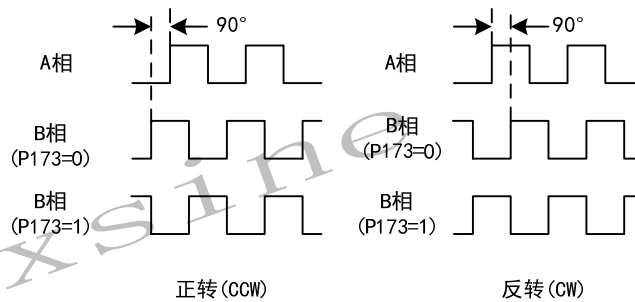 90°
90°
A相
A相
B相
(P173=0)
B相
(P173=0)
B相
(P173=1)
B相
(P173=1)
正转(CCW)
反转(CW)
xsine